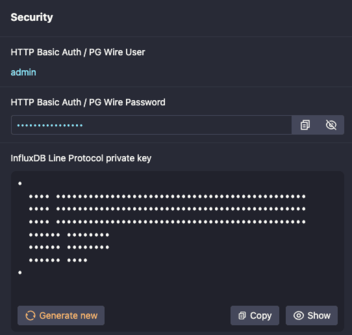 Security
HTTP Basic Auth / PG Wire User
admin
HTTP Basic Auth / PG Wire Password
••••••••••••••••
InfluxDB Line Protocol private key
Generate new
Copy
Show